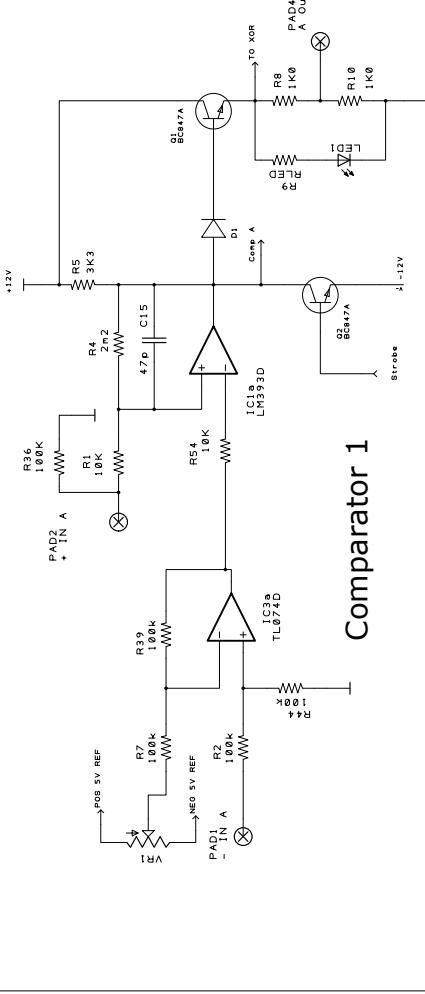 +12V
R5
3K3
R4
2m2
C15
47p
R36
100K
R1
10K
PAD2
+ IN A
R54
10K
IC1a
LM393D
Q1
BC847A
D1
Comp A
Q2
BC847A
-12V
Strobe
TO XOR
R8
1K0
R10
1K0
PAD4
A Ou
R9
RLED
LED1
Comparator 1
R39
100k
IC3a
TL074D
R7
100k
R2
100k
R44
100k
POS 5V REF
NEG 5V REF
VR1
PAD1
- IN A
+
-
-
+